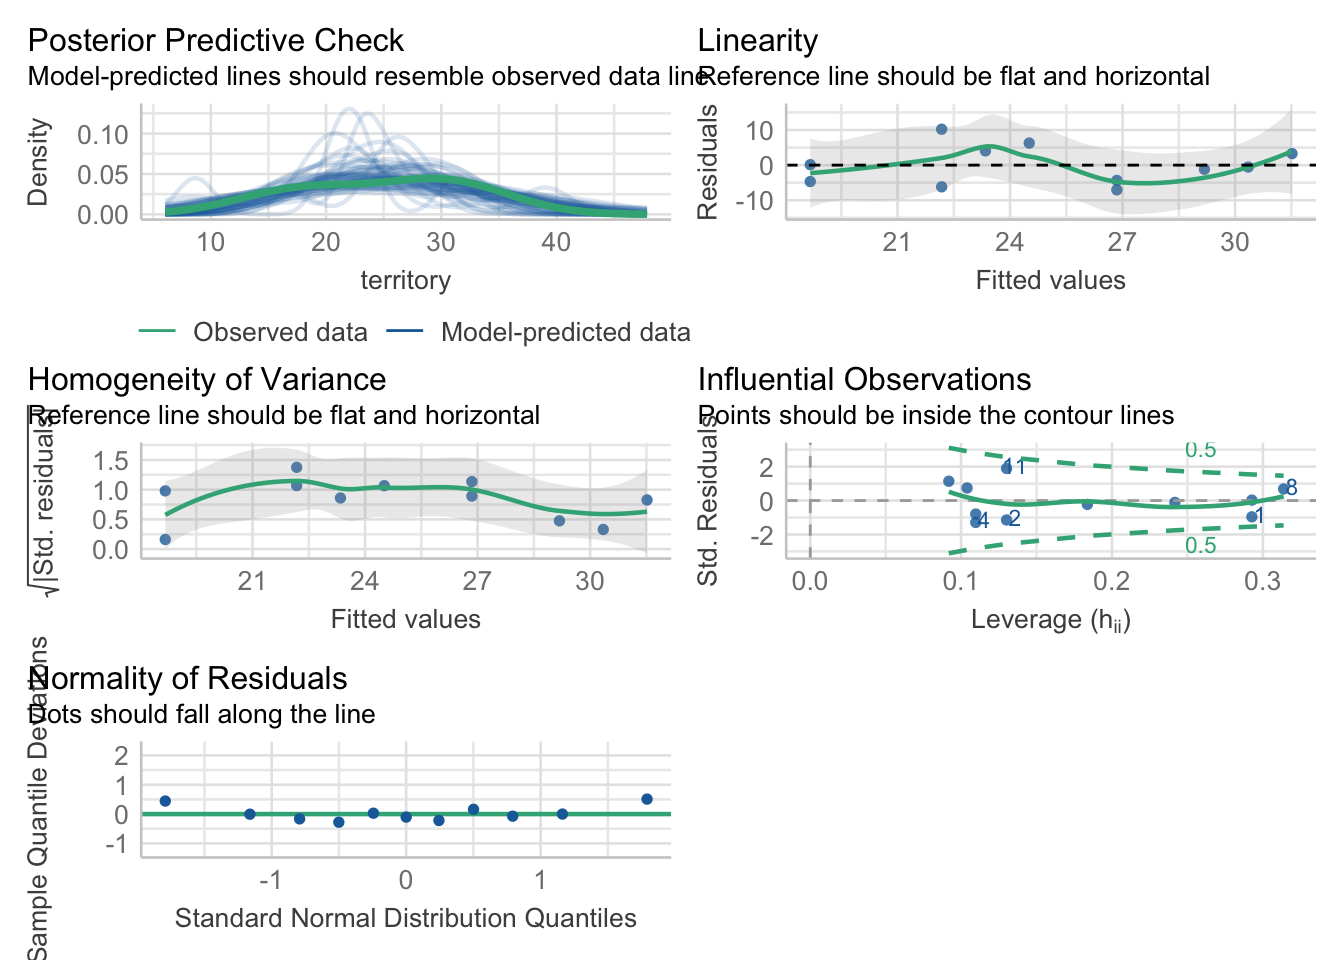 Posterior Predictive Check
Model-predicted lines should resemble observed data line
Density
0.10
0.05
0.00
10 20 30 40
territory
Observed data Model-predicted data
Linearity
Reference line should be flat and horizontal
Residuals
10
0
-10
21 24 27 30
Fitted values
Homogeneity of Variance
Reference line should be flat and horizontal
√|Std. residuals|
1.5
1.0
0.5
0.0
21 24 27 30
Fitted values
Influential Observations
Points should be inside the contour lines
Std. Residuals
2
0
-2
0.5
11
8
4
2
1
0.5
0.0 0.1 0.2 0.3
Leverage (hii)
Normality of Residuals
Dots should fall along the line
Sample Quantile Deviations
2
1
0
-1
-1 0 1
Standard Normal Distribution Quantiles